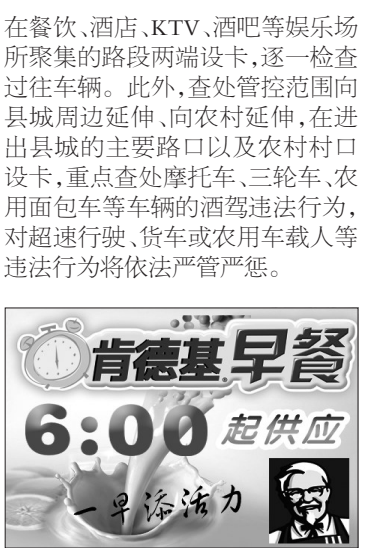 在餐饮、酒店、KTV、酒吧等娱乐场
所聚集的路段两端设卡,逐一检查
过往车辆。此外,查处管控范围向
县城周边延伸、向农村延伸,在进
出县城的主要路口以及农村村口
设卡,重点查处摩托车、三轮车、农
用面包车等车辆的酒驾违法行为,
对超速行驶、货车或农用车载人等
违法行为将依法严管严惩。
肯德基早餐
6:00起供应
一早添活力